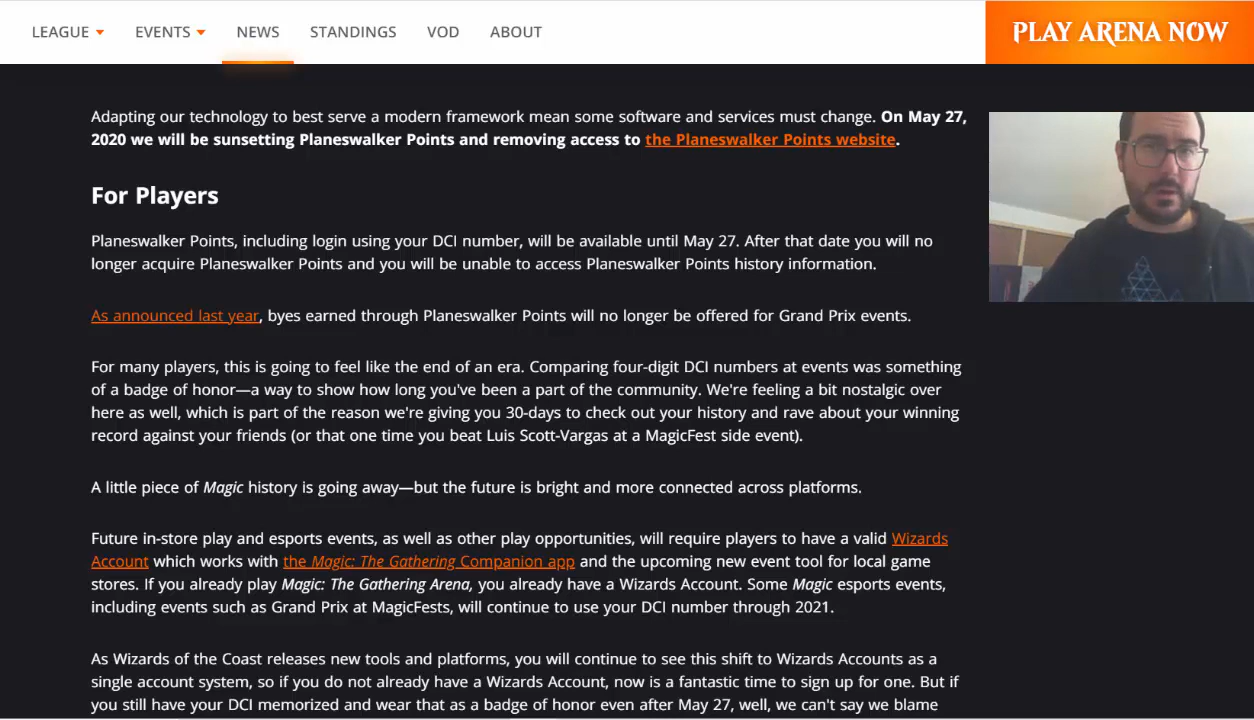 LEAGUE EVENTS NEWS STANDINGS VOD ABOUT PLAY ARENA NOW
Adapting our technology to best serve a modern framework mean some software and services must change. On May 27,
2020 we will be sunsetting Planeswalker Points and removing access to the Planeswalker Points website.
For Players
Planeswalker Points, including login using your DCI number, will be available until May 27. After that date you will no
longer acquire Planeswalker Points and you will be unable to access Planeswalker Points history information.
As announced last year, byes earned through Planeswalker Points will no longer be offered for Grand Prix events.
For many players, this is going to feel like the end of an era. Comparing four-digit DCI numbers at events was something
of a badge of honor—a way to show how long you've been a part of the community. We're feeling a bit nostalgic over
here as well, which is part of the reason we're giving you 30-days to check out your history and rave about your winning
record against your friends (or that one time you beat Luis Scott-Vargas at a MagicFest side event).
A little piece of Magic history is going away—but the future is bright and more connected across platforms.
Future in-store play and esports events, as well as other play opportunities, will require players to have a valid Wizards
Account which works with the Magic: The Gathering Companion app and the upcoming new event tool for local game
stores. If you already play Magic: The Gathering Arena, you already have a Wizards Account. Some Magic esports events,
including events such as Grand Prix at MagicFests, will continue to use your DCI number through 2021.
As Wizards of the Coast releases new tools and platforms, you will continue to see this shift to Wizards Accounts as a
single account system, so if you do not already have a Wizards Account, now is a fantastic time to sign up for one. But if
you still have your DCI memorized and wear that as a badge of honor even after May 27, well, we can't say we blame